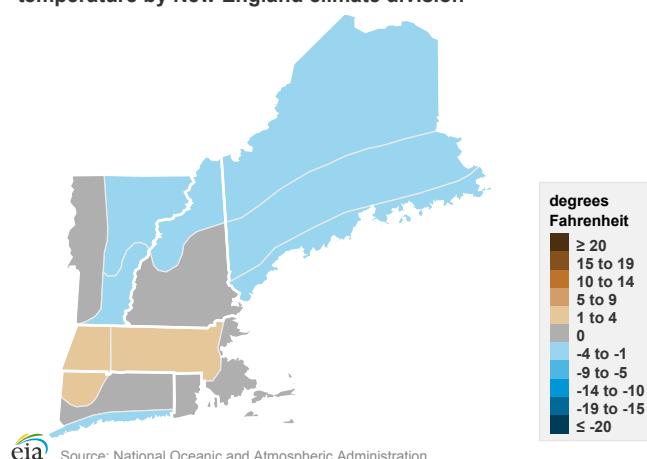 temperature by New England climate division
degrees
Fahrenheit
≥ 20
15 to 19
10 to 14
5 to 9
1 to 4
0
-4 to -1
-9 to -5
-14 to -10
-19 to -15
≤ -20
eia
Source: National Oceanic and Atmospheric Administration